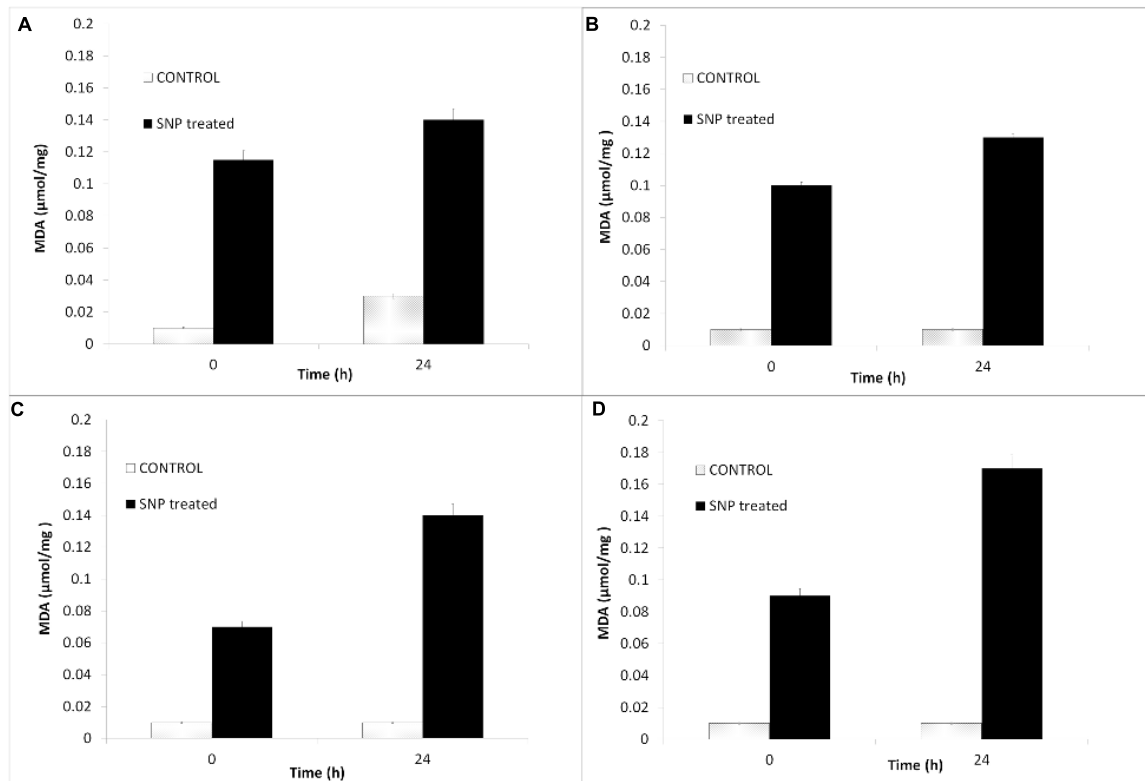 A
MDA (µmol/mg)
0.2
0.18
0.16
0.14
0.12
0.1
0.08
0.06
0.04
0.02
0
CONTROL
SNP treated
0
24
Time (h)
B
MDA (µmol/mg )
0.2
0.18
0.16
0.14
0.12
0.1
0.08
0.06
0.04
0.02
0
CONTROL
SNP treated
0
24
Time (h)
C
MDA (µmol/mg )
0.2
0.18
0.16
0.14
0.12
0.1
0.08
0.06
0.04
0.02
0
CONTROL
SNP treated
0
24
Time (h)
D
MDA (µmol/mg )
0.2
0.18
0.16
0.14
0.12
0.1
0.08
0.06
0.04
0.02
0
CONTROL
SNP treated
0
24
Time (h)